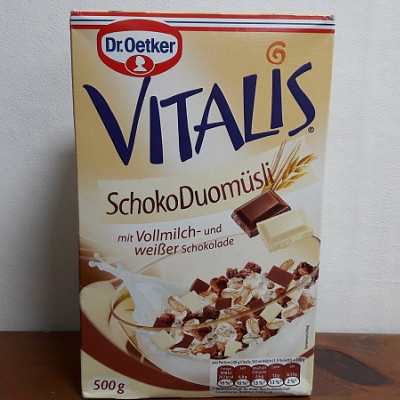 Dr.Oetker
VITALIS®
SchokoDuomüsli
mit Vollmilch- und
weißer Schokolade
500g